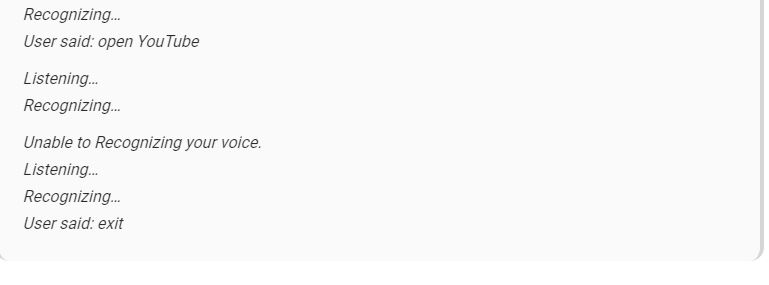 Recognizing...
User said: open YouTube
Listening...
Recognizing...
Unable to Recognizing your voice.
Listening...
Recognizing...
User said: exit